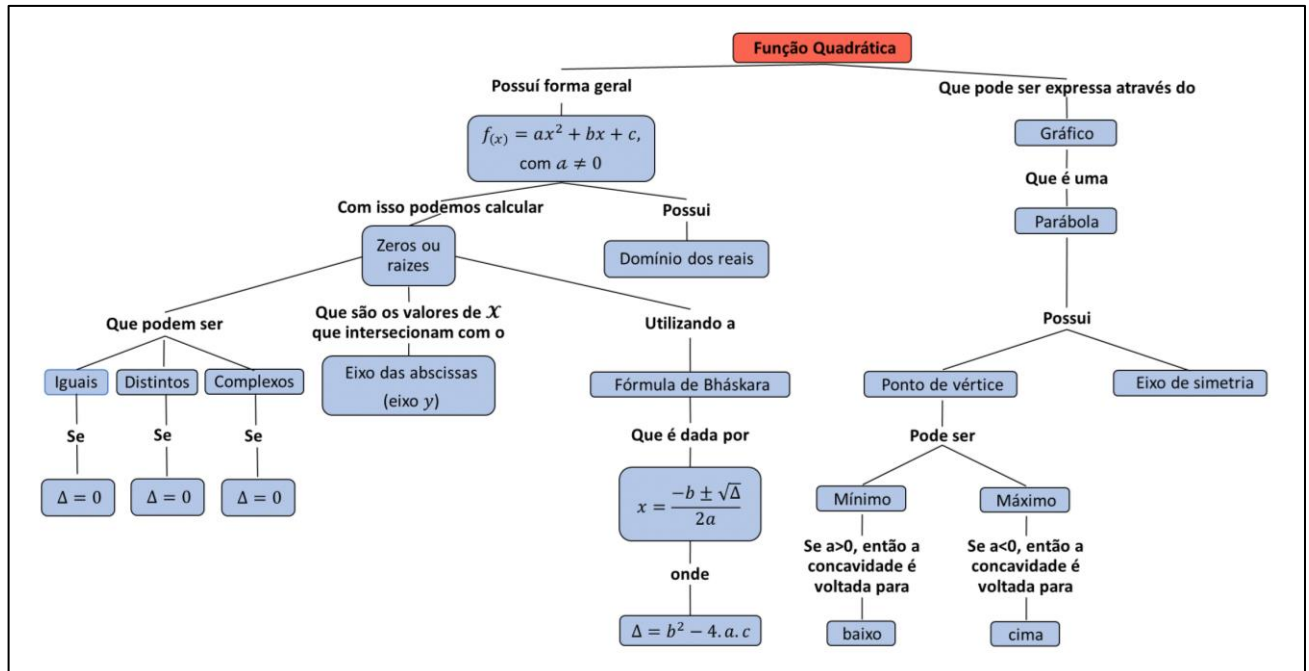 Função Quadrática
Possuí forma geral
f(x) = ax² + bx + c,
com a ≠ 0
Com isso podemos calcular
Zeros ou
raizes
Que podem ser
Iguais
Se
Δ = 0
Distintos
Se
Δ = 0
Complexos
Se
Δ = 0
Que são os valores de x
que intersecionam com o
Eixo das abscissas
(eixo y)
Utilizando a
Fórmula de Bháskara
Que é dada por
x = (-b ± √Δ) / 2a
onde
Δ = b² − 4.a.c
Possui
Domínio dos reais
Que pode ser expressa através do
Gráfico
Que é uma
Parábola
Possui
Ponto de vértice
Pode ser
Mínimo
Se a>0, então a
concavidade é
voltada para
baixo
Máximo
Se a<0, então a
concavidade é
voltada para
cima
Eixo de simetria